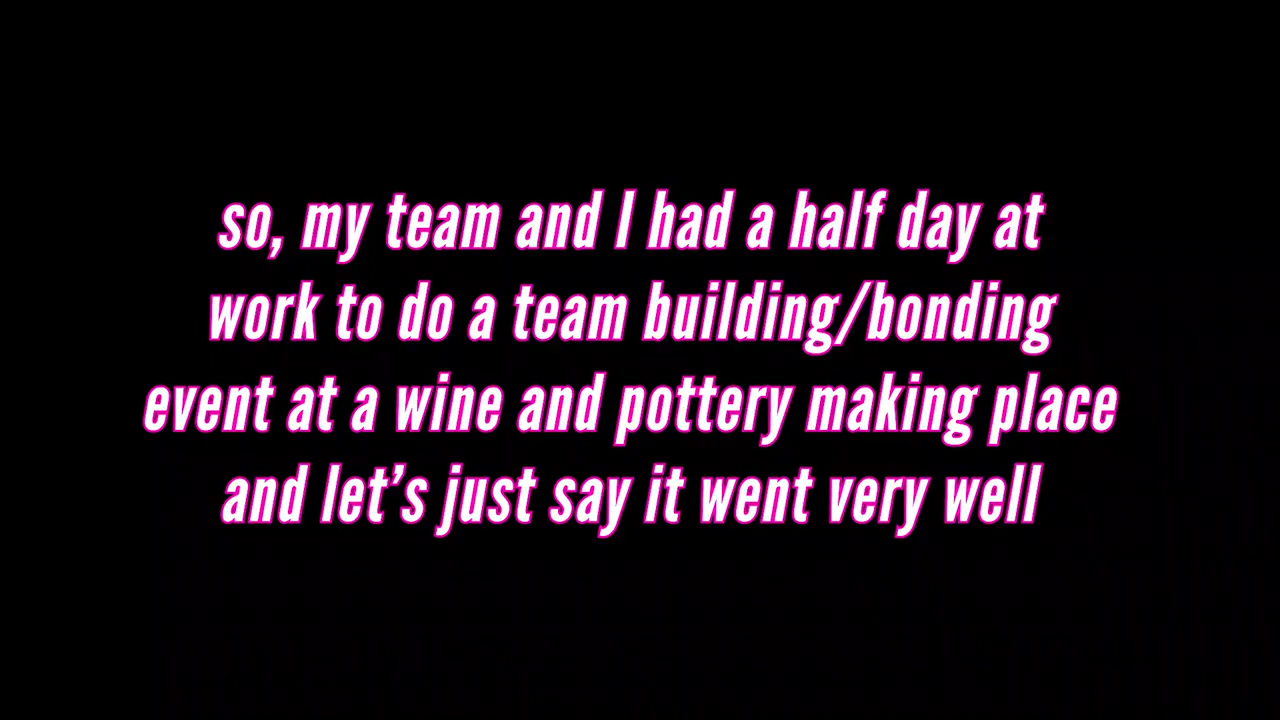 so, my team and I had a half day at
work to do a team building/bonding
event at a wine and pottery making place
and let’s just say it went very well